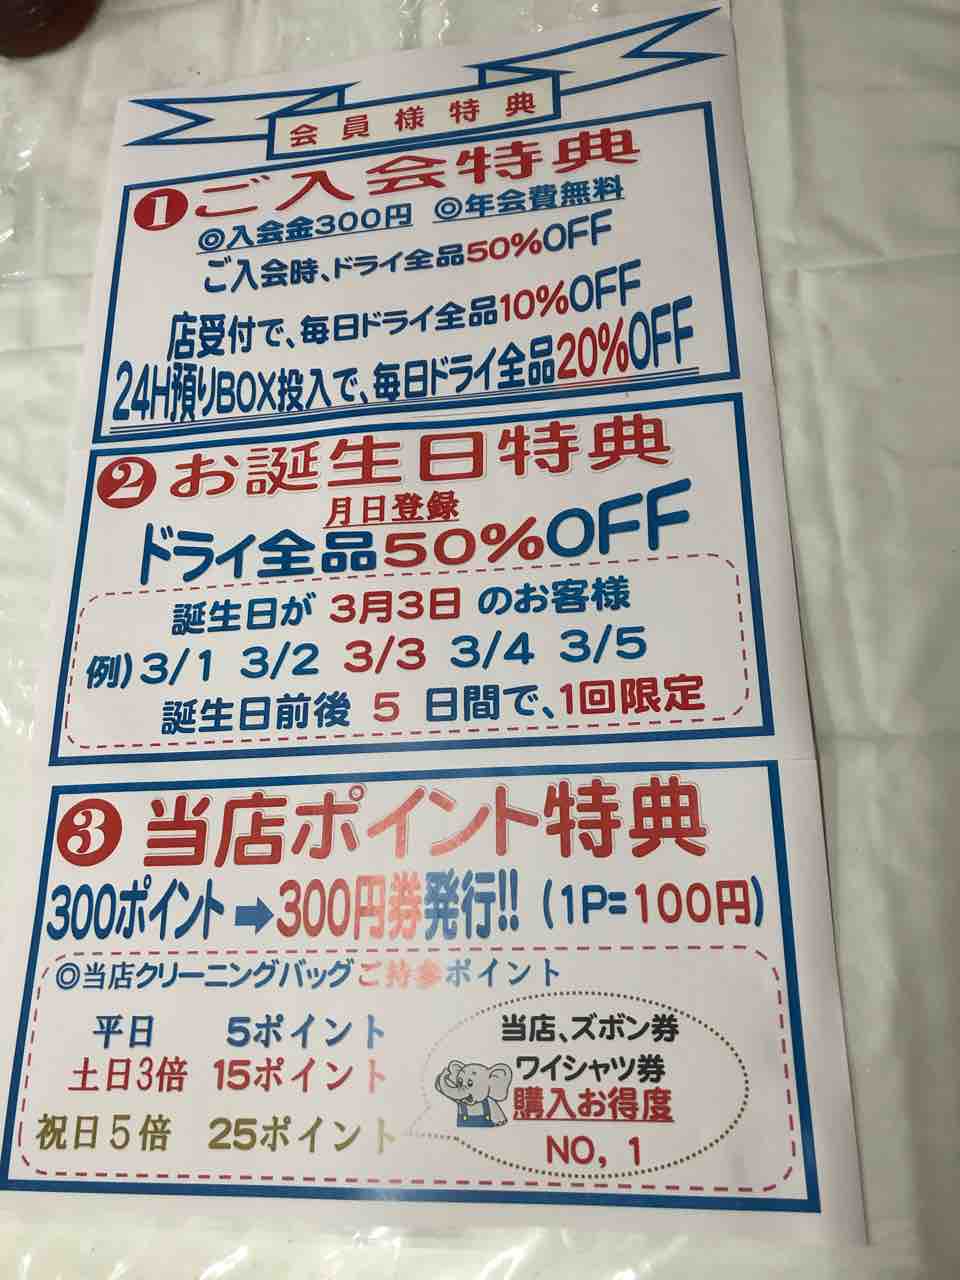 会員様特典
1 ご入会特典
◎入会金300円 ◎年会費無料
ご入会時、ドライ全品50%OFF
店受付で、毎日ドライ全品10%OFF
24H預りBOX投入で、毎日ドライ全品20%OFF
2 お誕生日特典
月日登録
ドライ全品50%OFF
誕生日が 3月3日 のお客様
例) 3/1 3/2 3/3 3/4 3/5
誕生日前後 5 日間で、1回限定
3 当店ポイント特典
300ポイント➡300円券発行!! (1P=100円)
◎当店クリーニングバッグご持参ポイント
平日 5ポイント
土日3倍 15ポイント
祝日5倍 25ポイント
当店、ズボン券
ワイシャツ券
購入お得度
NO,1